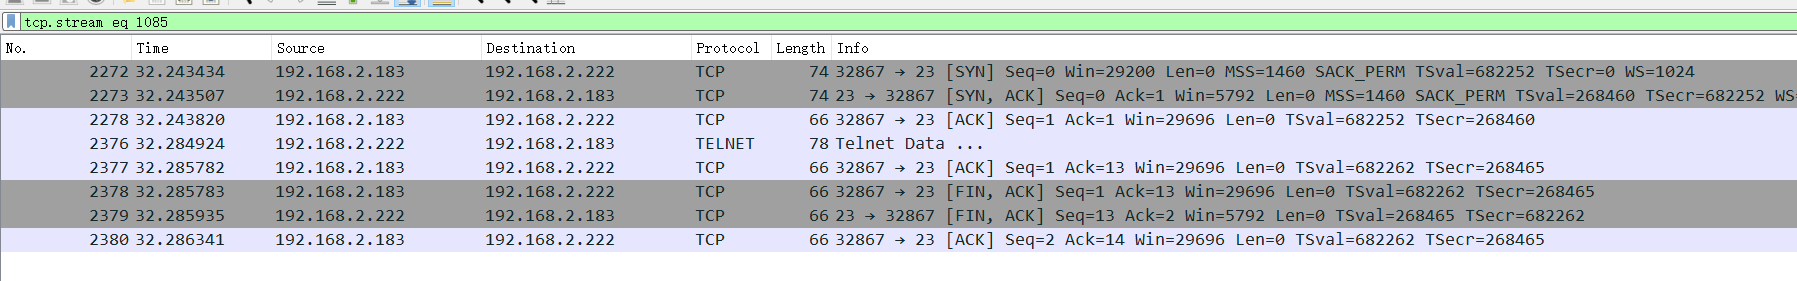 tcp.stream eq 1085
No. Time Source Destination Protocol Length Info
2272 32.243434 192.168.2.183 192.168.2.222 TCP 74 32867 → 23 [SYN] Seq=0 Win=29200 Len=0 MSS=1460 SACK_PERM TSval=682252 TSecr=0 WS=1024
2273 32.243507 192.168.2.222 192.168.2.183 TCP 74 23 → 32867 [SYN, ACK] Seq=0 Ack=1 Win=5792 Len=0 MSS=1460 SACK_PERM TSval=268460 TSecr=682252 WS=
2278 32.243820 192.168.2.183 192.168.2.222 TCP 66 32867 → 23 [ACK] Seq=1 Ack=1 Win=29696 Len=0 TSval=682252 TSecr=268460
2376 32.284924 192.168.2.222 192.168.2.183 TELNET 78 Telnet Data ...
2377 32.285782 192.168.2.183 192.168.2.222 TCP 66 32867 → 23 [ACK] Seq=1 Ack=13 Win=29696 Len=0 TSval=682262 TSecr=268465
2378 32.285783 192.168.2.183 192.168.2.222 TCP 66 32867 → 23 [FIN, ACK] Seq=1 Ack=13 Win=29696 Len=0 TSval=682262 TSecr=268465
2379 32.285935 192.168.2.222 192.168.2.183 TCP 66 23 → 32867 [FIN, ACK] Seq=13 Ack=2 Win=5792 Len=0 TSval=268465 TSecr=682262
2380 32.286341 192.168.2.183 192.168.2.222 TCP 66 32867 → 23 [ACK] Seq=2 Ack=14 Win=29696 Len=0 TSval=682262 TSecr=268465